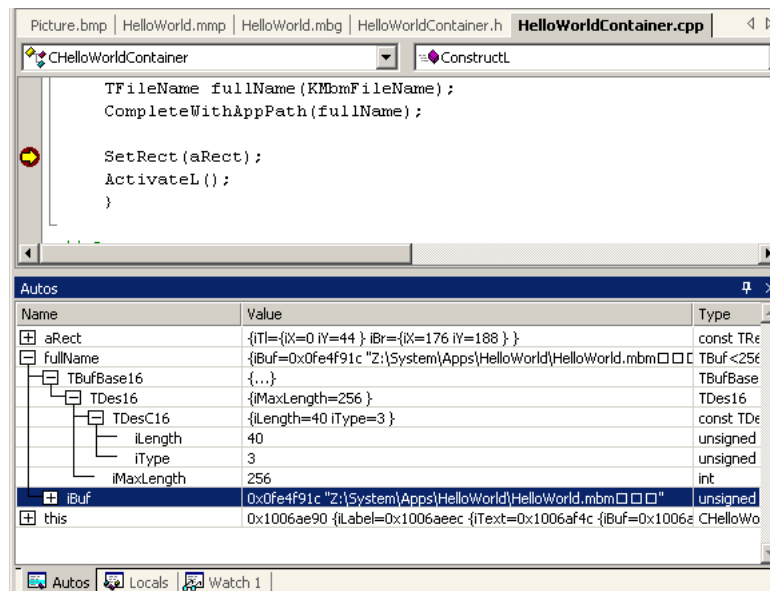 Picture.bmp | HelloWorld.mmp | HelloWorld.mbg | HelloWorldContainer.h | HelloWorldContainer.cpp
CHelloWorldContainer ConstructL
TFileName fullName(KMbmFileName);
CompleteWithAppPath(fullName);
SetRect(aRect);
ActivateL();
}
Autos
Name Value Type
aRect {iTl={iX=0 iY=44 } iBr={iX=176 iY=188 } } const TRe
fullName {iBuf=0x0fe4f91c "Z:\System\Apps\HelloWorld\HelloWorld.mbm□□□ TBuf<256
TBufBase16 {...} TBufBase
TDes16 {iMaxLength=256 } TDes16
TDesC16 {iLength=40 iType=3 } const TDe
iLength 40 unsigned
iType 3 unsigned
iMaxLength 256 int
iBuf 0x0fe4f91c "Z:\System\Apps\HelloWorld\HelloWorld.mbm□□□" unsigned
this 0x1006ae90 {iLabel=0x1006aeec {iText=0x1006af4c {iBuf=0x1006a CHelloWo
Autos Locals Watch 1